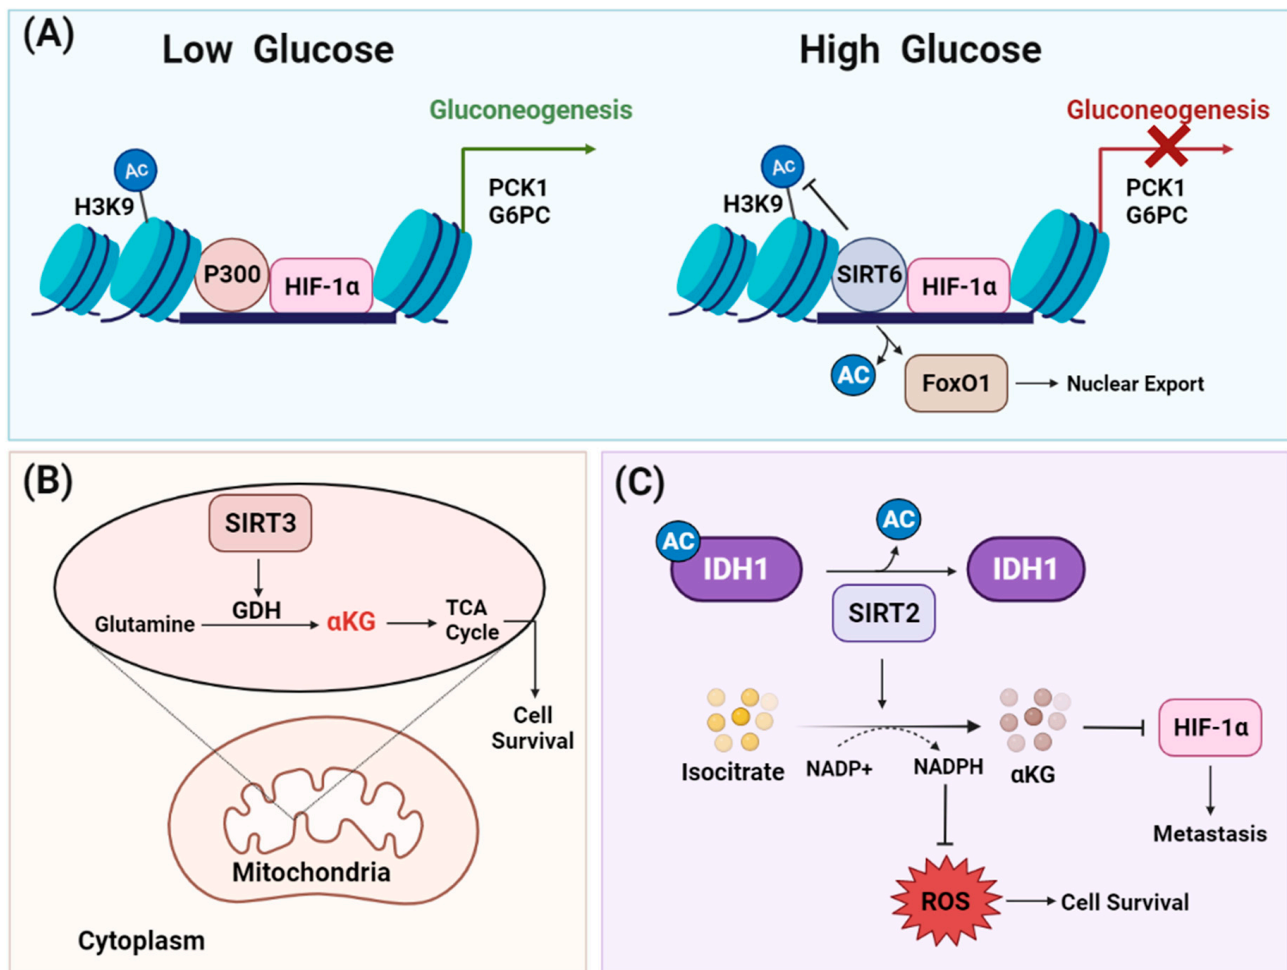 (A)
Low Glucose
Gluconeogenesis
Ac
H3K9
PCK1
G6PC
P300
HIF-1α
High Glucose
Gluconeogenesis
Ac
H3K9
PCK1
G6PC
SIRT6
HIF-1α
AC
FoxO1
Nuclear Export
(B)
SIRT3
GDH
Glutamine
αKG
TCA
Cycle
Cell
Survival
Mitochondria
Cytoplasm
(C)
AC
IDH1
AC
IDH1
SIRT2
Isocitrate
NADP+
NADPH
αKG
HIF-1α
Metastasis
ROS
Cell Survival